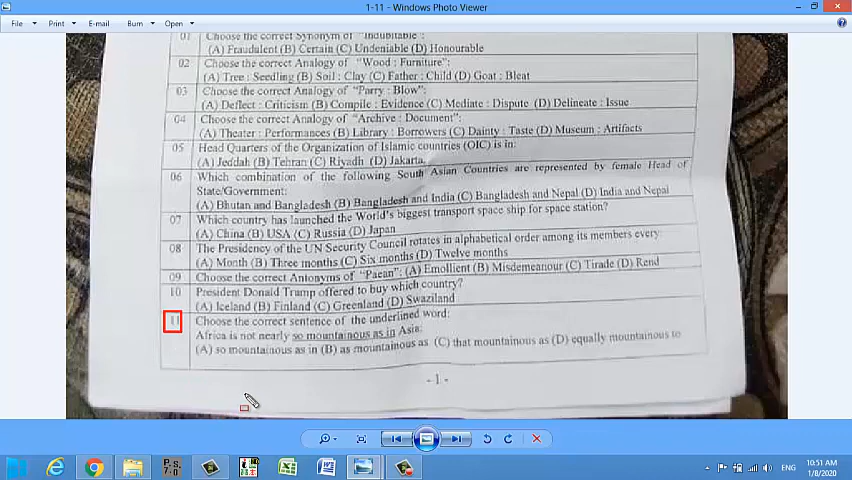 1-11 - Windows Photo Viewer
File Print E-mail Burn Open
01 Choose the correct Synonym of "Indubitable":
(A) Fraudulent (B) Certain (C) Undeniable (D) Honourable
02 Choose the correct Analogy of "Wood : Furniture":
(A) Tree : Seedling (B) Soil : Clay (C) Father : Child (D) Goat : Bleat
03 Choose the correct Analogy of "Parry : Blow":
(A) Deflect : Criticism (B) Compile : Evidence (C) Mediate : Dispute (D) Delineate : Issue
04 Choose the correct Analogy of "Archive : Document":
(A) Theater : Performances (B) Library : Borrowers (C) Dainty : Taste (D) Museum : Artifacts
05 Head Quarters of the Organization of Islamic countries (OIC) is in:
(A) Jeddah (B) Tehran (C) Riyadh (D) Jakarta
06 Which combination of the following South Asian Countries are represented by female Head of
State/Government:
(A) Bhutan and Bangladesh (B) Bangladesh and India (C) Bangladesh and Nepal (D) India and Nepal
07 Which country has launched the World's biggest transport space ship for space station?
(A) China (B) USA (C) Russia (D) Japan
08 The Presidency of the UN Security Council rotates in alphabetical order among its members every:
(A) Month (B) Three months (C) Six months (D) Twelve months
09 Choose the correct Antonyms of "Paean": (A) Emollient (B) Misdemeanour (C) Tirade (D) Rend
10 President Donald Trump offered to buy which country?
(A) Iceland (B) Finland (C) Greenland (D) Swaziland
11 Choose the correct sentence of the underlined word:
Africa is not nearly so mountainous as in Asia:
(A) so mountainous as in (B) as mountainous as (C) that mountainous as (D) equally mountainous to
- 1 -
P.S.
7.0
ENG
10:51 AM
1/8/2020